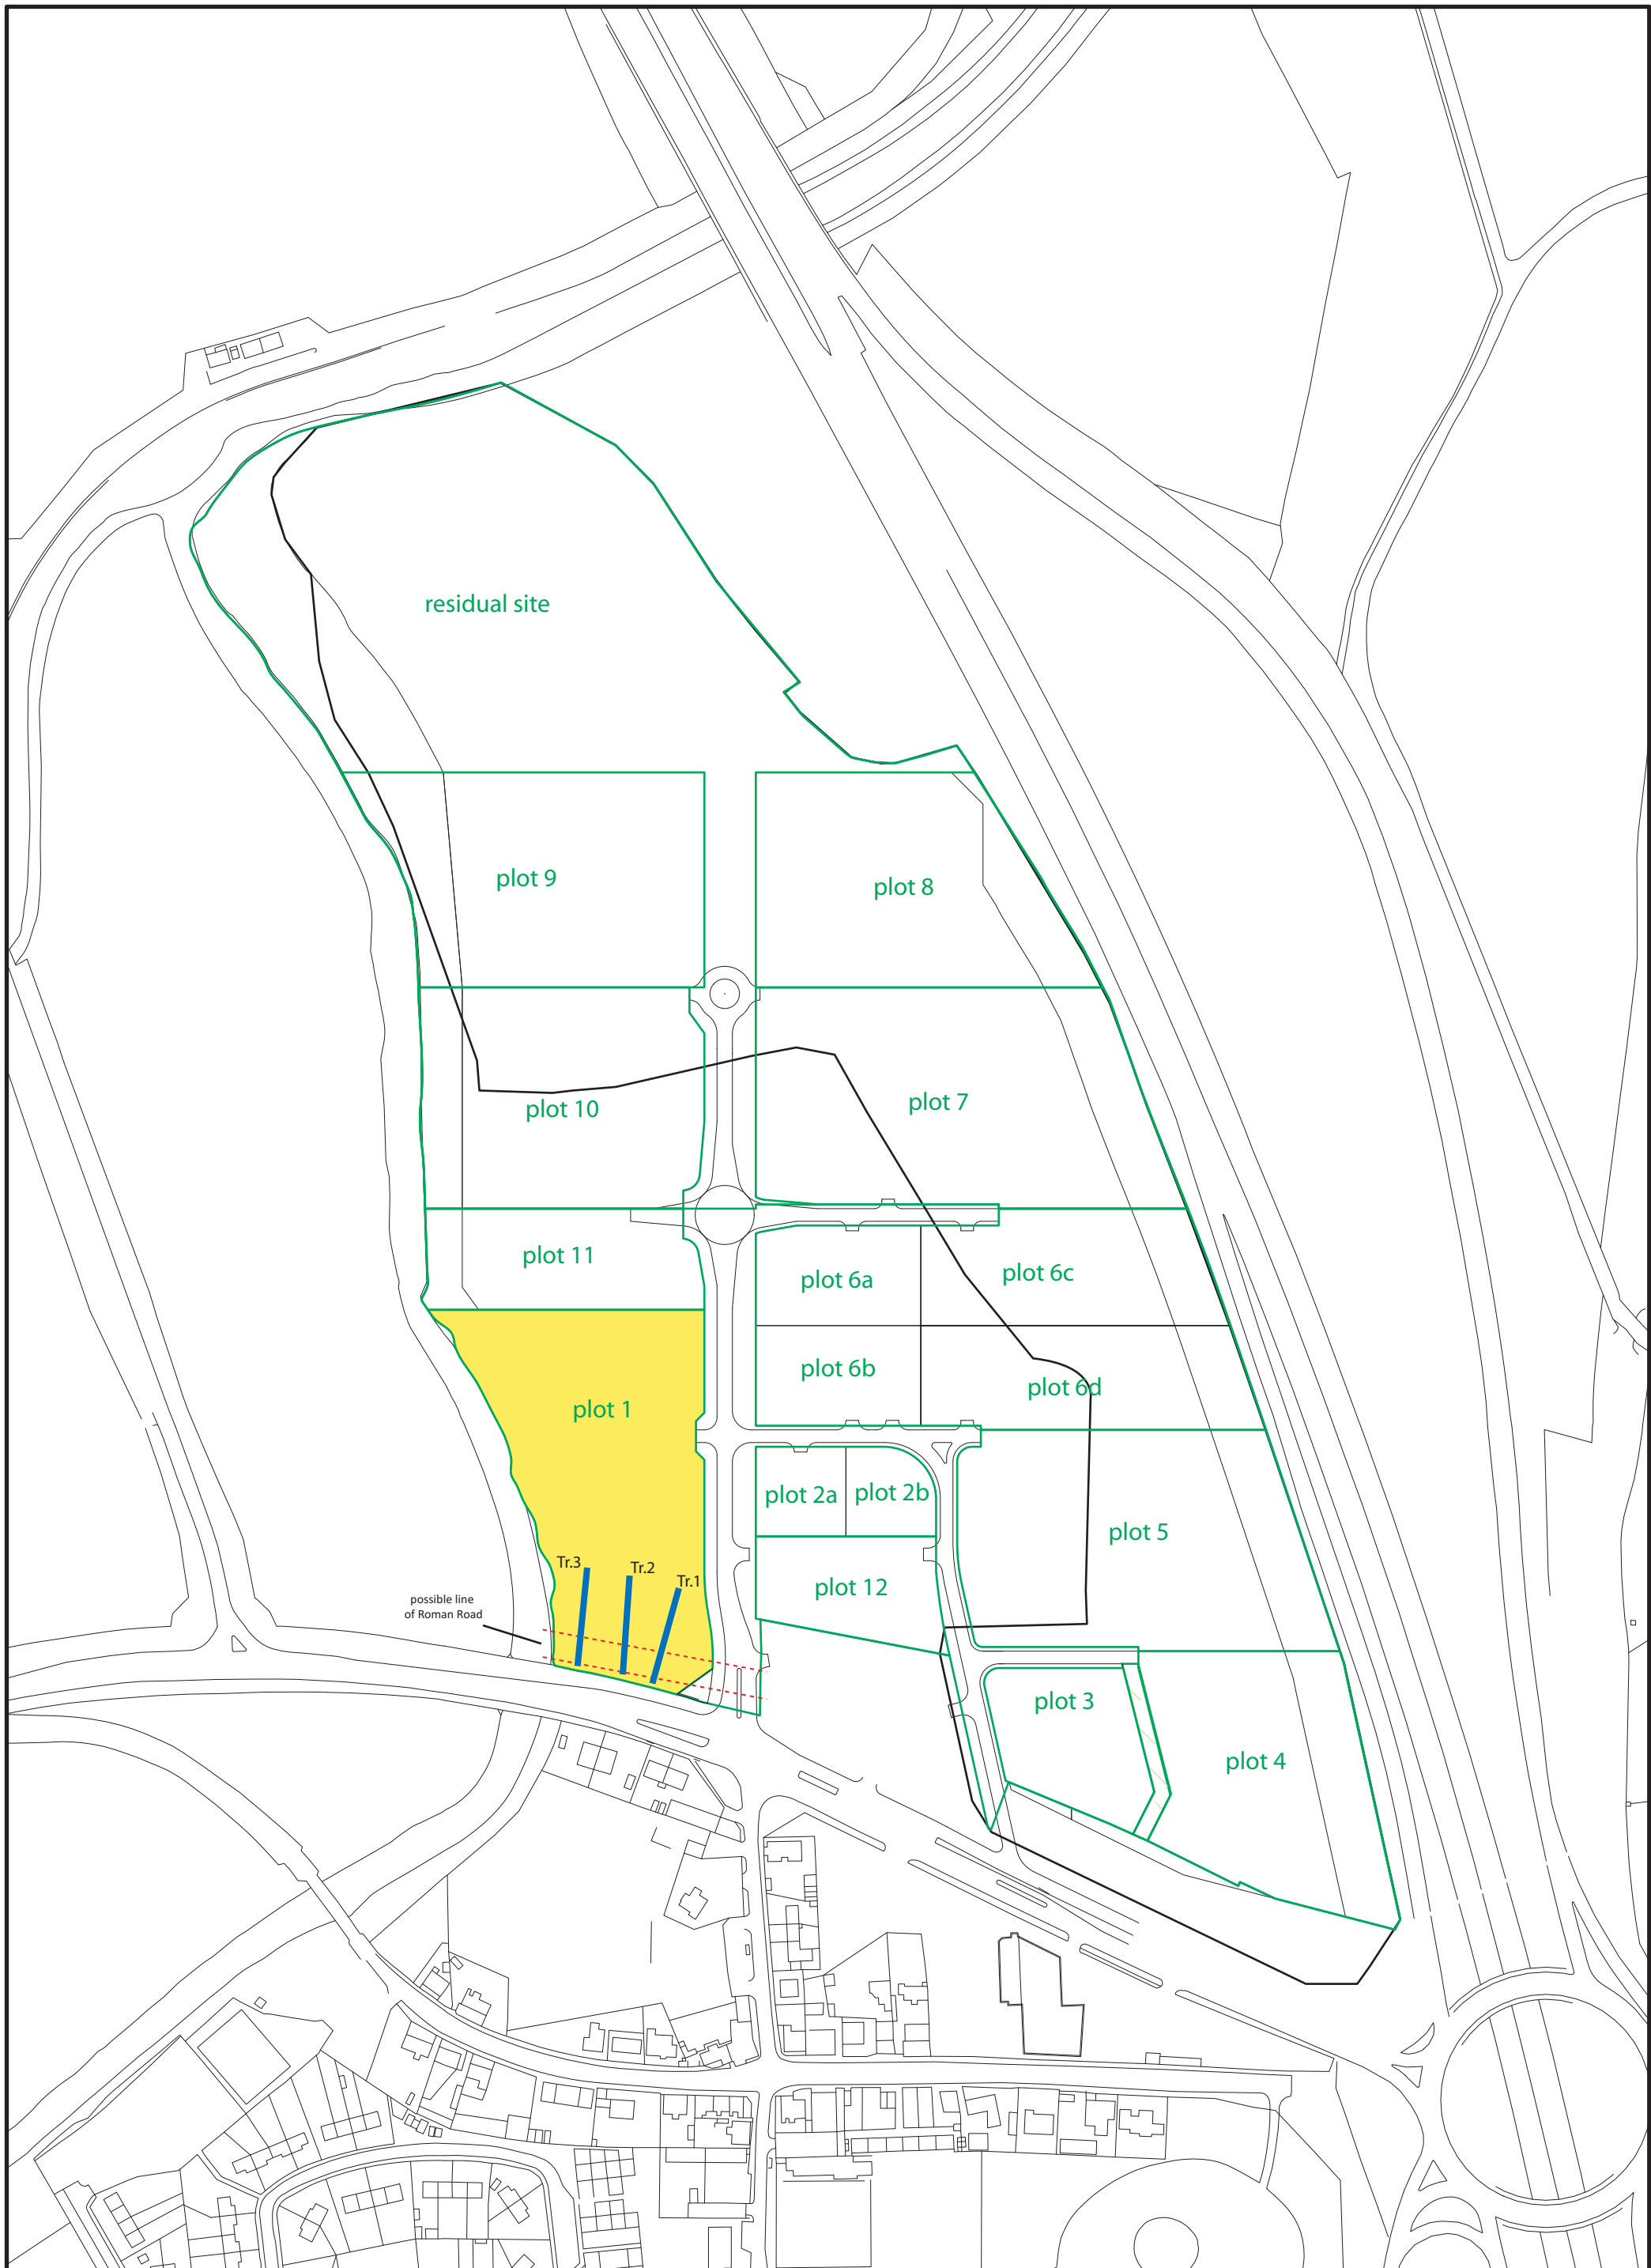 residual site
plot 9
plot 8
plot 10
plot 7
plot 11
plot 6a
plot 6c
plot 6b
plot 6d
plot 1
plot 2a
plot 2b
plot 5
plot 12
Tr.3
Tr.2
Tr.1
possible line
of Roman Road
plot 3
plot 4